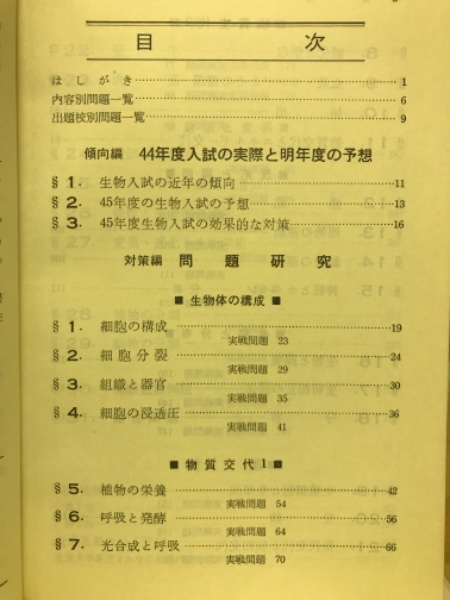 目 次
はしがき……1
内容別問題一覧……6
出題校別問題一覧……9
傾向編 44年度入試の実際と明年度の予想
§ 1. 生物入試の近年の傾向……11
§ 2. 45年度の生物入試の予想……13
§ 3. 45年度生物入試の効果的な対策……16
対策編 問題研究
■ 生物体の構成 ■
§ 1. 細胞の構成……19
実戦問題 23
§ 2. 細胞分裂……24
実戦問題 29
§ 3. 組織と器官……30
実戦問題 35
§ 4. 細胞の浸透圧……36
実戦問題 41
■ 物質交代1 ■
§ 5. 植物の栄養……42
実戦問題 54
§ 6. 呼吸と発酵……56
実戦問題 64
§ 7. 光合成と呼吸……66
実戦問題 70